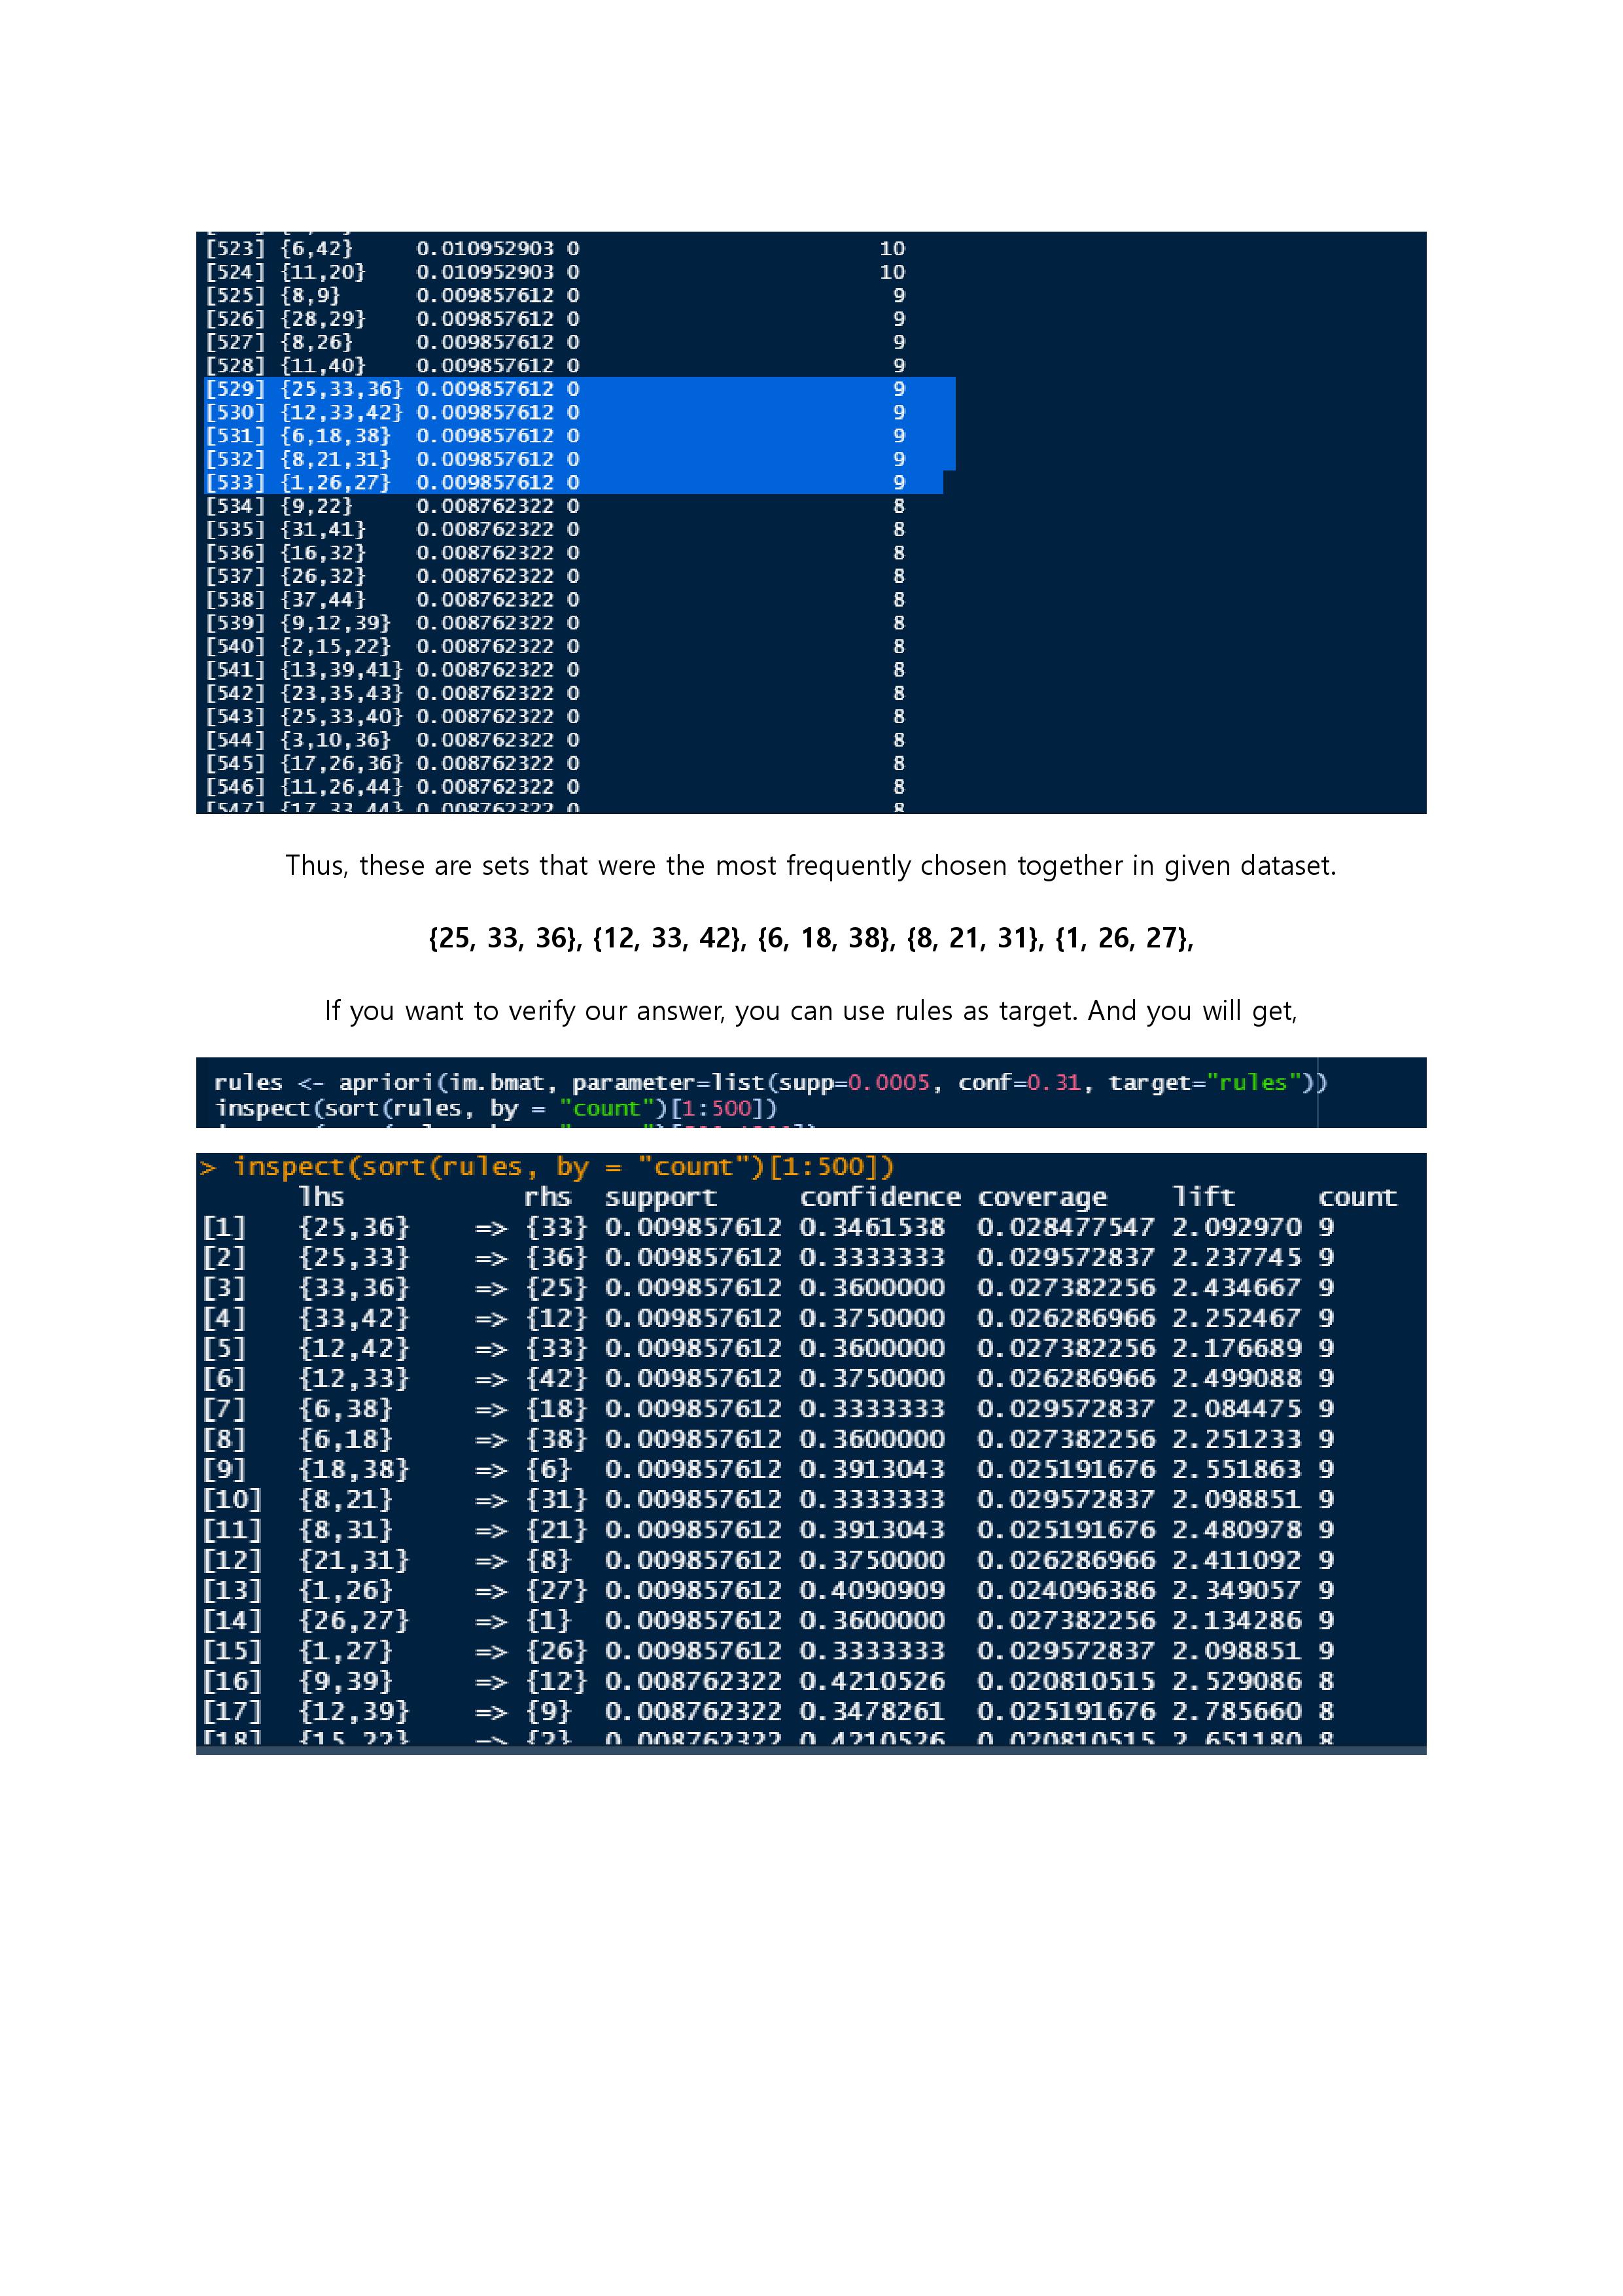 [523] {6,42} 0.010952903 0 10
[524] {11,20} 0.010952903 0 10
[525] {8,9} 0.009857612 0 9
[526] {28,29} 0.009857612 0 9
[527] {8,26} 0.009857612 0 9
[528] {11,40} 0.009857612 0 9
[529] {25,33,36} 0.009857612 0 9
[530] {12,33,42} 0.009857612 0 9
[531] {6,18,38} 0.009857612 0 9
[532] {8,21,31} 0.009857612 0 9
[533] {1,26,27} 0.009857612 0 9
[534] {9,22} 0.008762322 0 8
[535] {31,41} 0.008762322 0 8
[536] {16,32} 0.008762322 0 8
[537] {26,32} 0.008762322 0 8
[538] {37,44} 0.008762322 0 8
[539] {9,12,39} 0.008762322 0 8
[540] {2,15,22} 0.008762322 0 8
[541] {13,39,41} 0.008762322 0 8
[542] {23,35,43} 0.008762322 0 8
[543] {25,33,40} 0.008762322 0 8
[544] {3,10,36} 0.008762322 0 8
[545] {17,26,36} 0.008762322 0 8
[546] {11,26,44} 0.008762322 0 8
[547] {17,33,44} 0.008762322 0 8
Thus, these are sets that were the most frequently chosen together in given dataset.
{25, 33, 36}, {12, 33, 42}, {6, 18, 38}, {8, 21, 31}, {1, 26, 27},
If you want to verify our answer, you can use rules as target. And you will get,
rules <- apriori(im.bmat, parameter=list(supp=0.0005, conf=0.31, target="rules"))
inspect(sort(rules, by = "count")[1:500])
> inspect(sort(rules, by = "count")[1:500])
lhs rhs support confidence coverage lift count
[1] {25,36} => {33} 0.009857612 0.3461538 0.028477547 2.092970 9
[2] {25,33} => {36} 0.009857612 0.3333333 0.029572837 2.237745 9
[3] {33,36} => {25} 0.009857612 0.3600000 0.027382256 2.434667 9
[4] {33,42} => {12} 0.009857612 0.3750000 0.026286966 2.252467 9
[5] {12,42} => {33} 0.009857612 0.3600000 0.027382256 2.176689 9
[6] {12,33} => {42} 0.009857612 0.3750000 0.026286966 2.499088 9
[7] {6,38} => {18} 0.009857612 0.3333333 0.029572837 2.084475 9
[8] {6,18} => {38} 0.009857612 0.3600000 0.027382256 2.251233 9
[9] {18,38} => {6} 0.009857612 0.3913043 0.025191676 2.551863 9
[10] {8,21} => {31} 0.009857612 0.3333333 0.029572837 2.098851 9
[11] {8,31} => {21} 0.009857612 0.3913043 0.025191676 2.480978 9
[12] {21,31} => {8} 0.009857612 0.3750000 0.026286966 2.411092 9
[13] {1,26} => {27} 0.009857612 0.4090909 0.024096386 2.349057 9
[14] {26,27} => {1} 0.009857612 0.3600000 0.027382256 2.134286 9
[15] {1,27} => {26} 0.009857612 0.3333333 0.029572837 2.098851 9
[16] {9,39} => {12} 0.008762322 0.4210526 0.020810515 2.529086 8
[17] {12,39} => {9} 0.008762322 0.3478261 0.025191676 2.785660 8
[18] {15,22} => {2} 0.008762322 0.4210526 0.020810515 2.651180 8